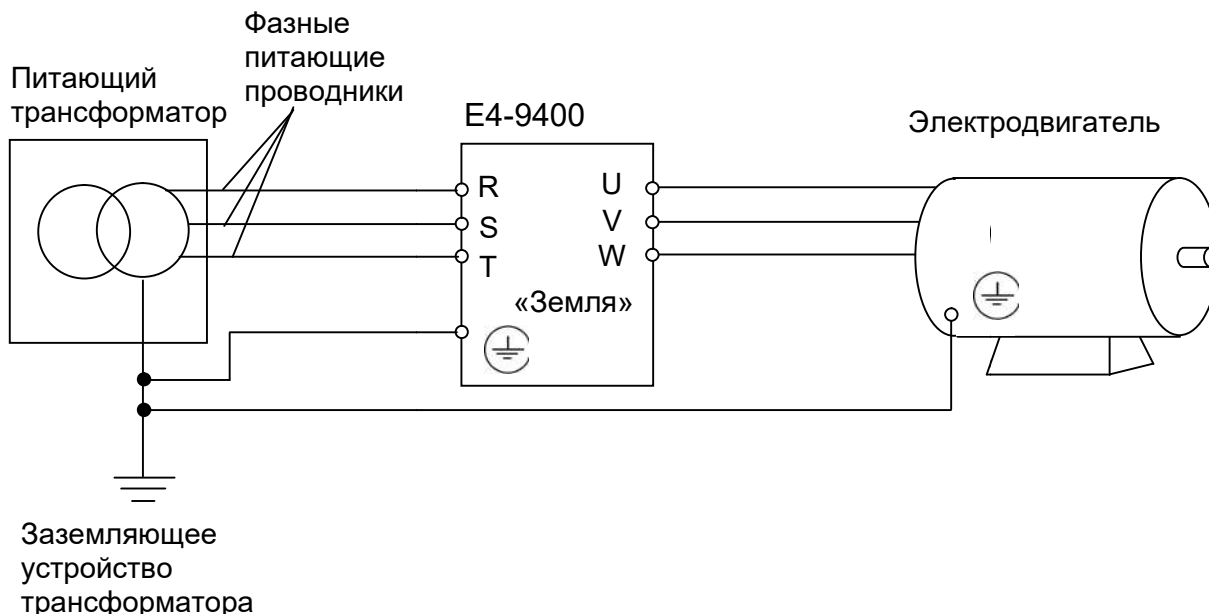 Фазные
питающие
проводники
Питающий
трансформатор
E4-9400
Электродвигатель
R
S
T
U
V
W
«Земля»
Заземляющее
устройство
трансформатора